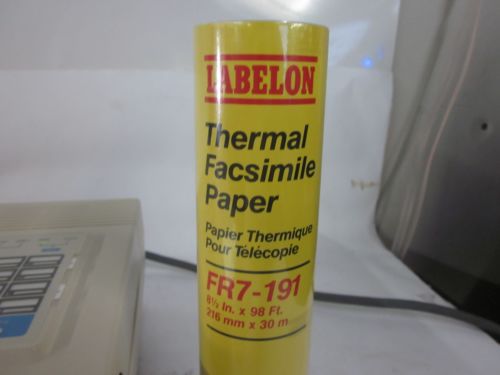 LABELON
Thermal
Facsimile
Paper
Papier Thermique
Pour Télécopie
FR7-191
8½ In. x 98 Ft.
216 mm x 30 m